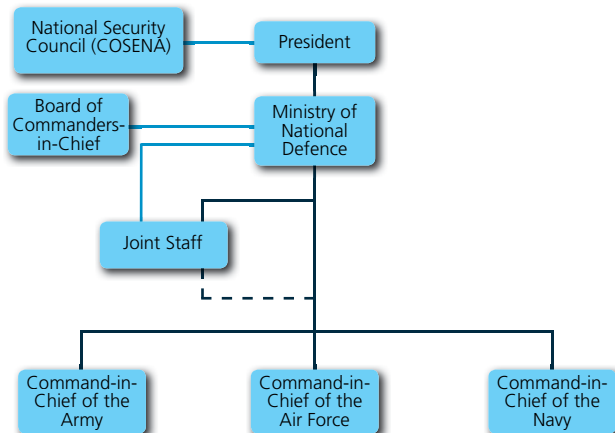 National Security
Council (COSENA)
President
Board of
Commanders-
in-Chief
Ministry of
National
Defence
Joint Staff
Command-in-
Chief of the
Army
Command-in-
Chief of the
Air Force
Command-in-
Chief of the
Navy